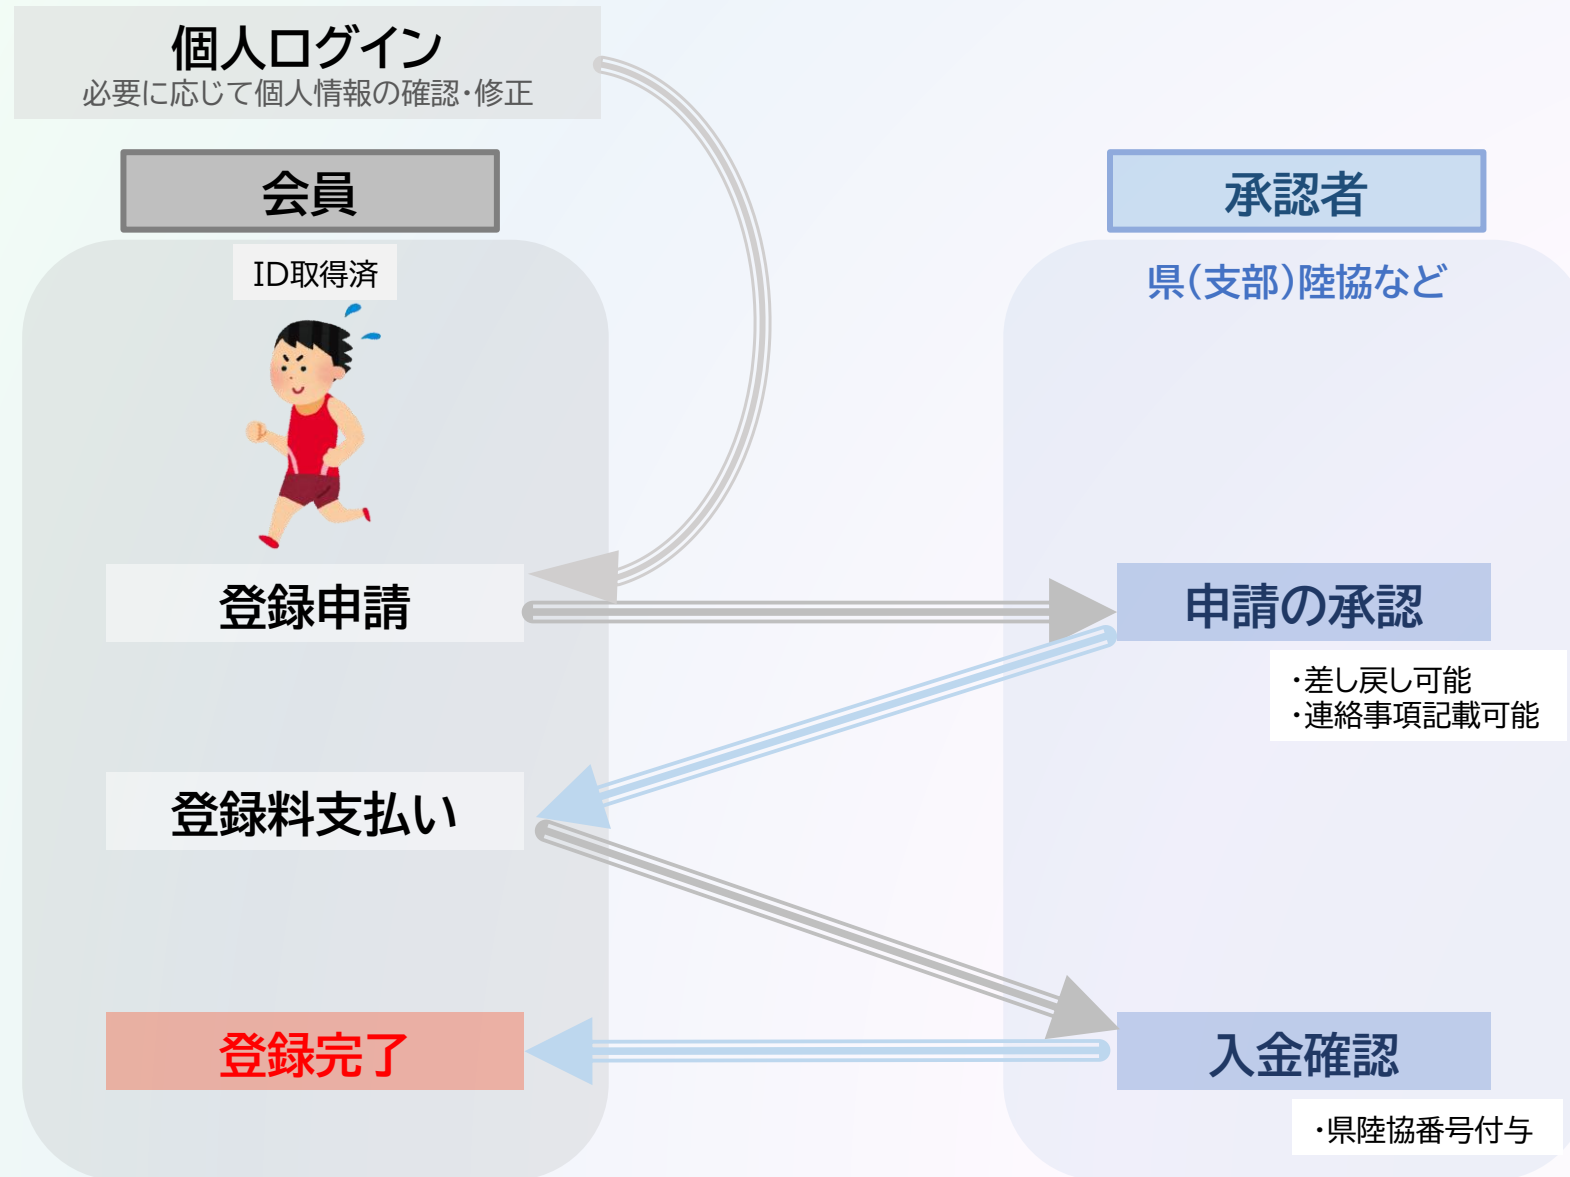 個人ログイン
必要に応じて個人情報の確認・修正
会員
承認者
ID取得済
県(支部)陸協など
登録申請
申請の承認
・差し戻し可能
・連絡事項記載可能
登録料支払い
登録完了
入金確認
・県陸協番号付与